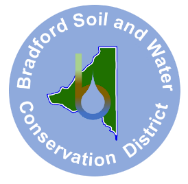 Bradford Soil and Water
Conservation District
b